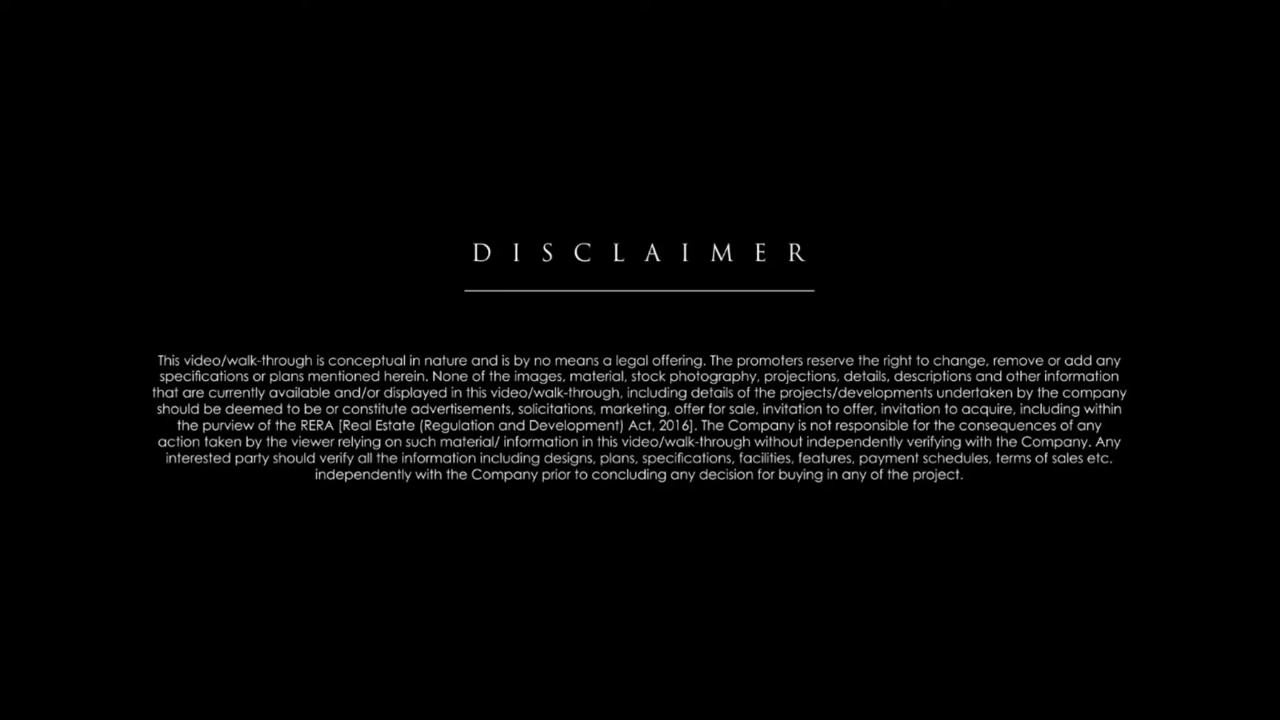 DISCLAIMER
This video/walk-through is conceptual in nature and is by no means a legal offering. The promoters reserve the right to change, remove or add any
specifications or plans mentioned herein. None of the images, material, stock photography, projections, details, descriptions and other information
that are currently available and/or displayed in this video/walk-through, including details of the projects/developments undertaken by the company
should be deemed to be or constitute advertisements, solicitations, marketing, offer for sale, invitation to offer, invitation to acquire, including within
the purview of the RERA [Real Estate (Regulation and Development) Act, 2016]. The Company is not responsible for the consequences of any
action taken by the viewer relying on such material/ information in this video/walk-through without independently verifying with the Company. Any
interested party should verify all the information including designs, plans, specifications, facilities, features, payment schedules, terms of sales etc.
independently with the Company prior to concluding any decision for buying in any of the project.